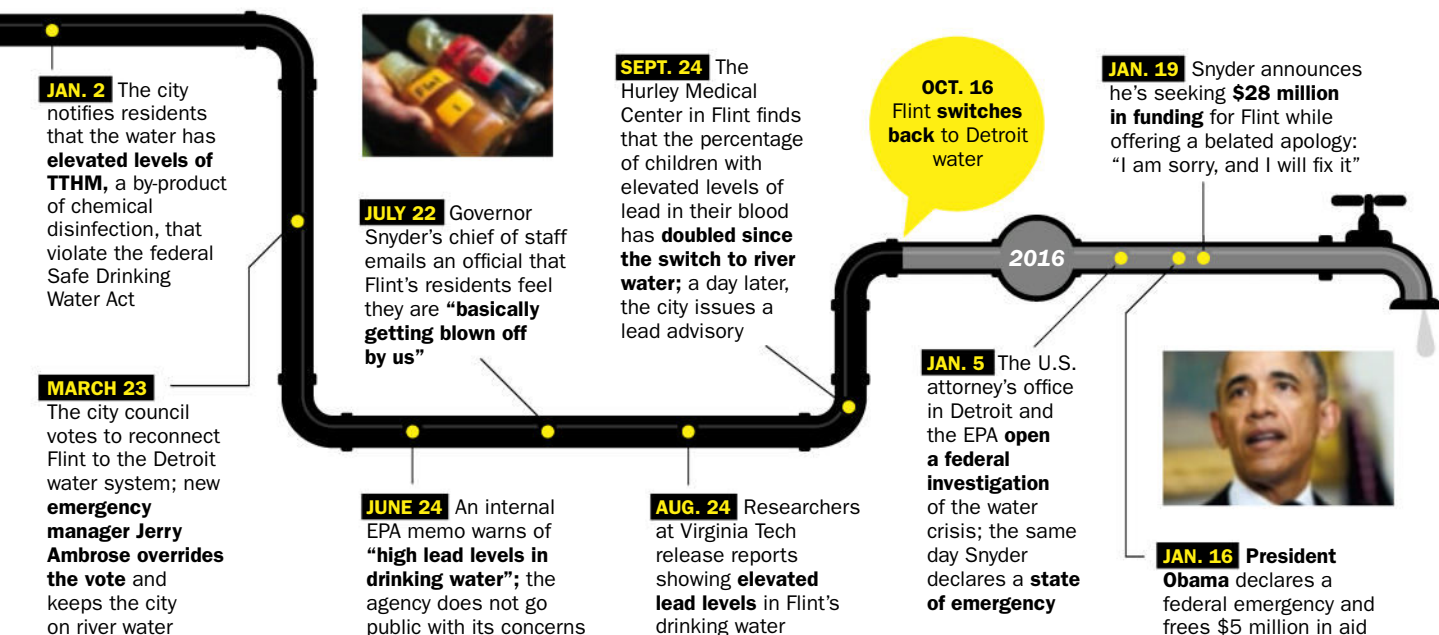 JAN. 2 The city
notifies residents
that the water has
elevated levels of
TTHM, a by-product
of chemical
disinfection, that
violate the federal
Safe Drinking
Water Act
MARCH 23
The city council
votes to reconnect
Flint to the Detroit
water system; new
emergency
manager Jerry
Ambrose overrides
the vote and
keeps the city
on river water
JUNE 24 An internal
EPA memo warns of
“high lead levels in
drinking water”; the
agency does not go
public with its concerns
JULY 22 Governor
Snyder’s chief of staff
emails an official that
Flint’s residents feel
they are “basically
getting blown off
by us”
AUG. 24 Researchers
at Virginia Tech
release reports
showing elevated
lead levels in Flint’s
drinking water
SEPT. 24 The
Hurley Medical
Center in Flint finds
that the percentage
of children with
elevated levels of
lead in their blood
has doubled since
the switch to river
water; a day later,
the city issues a
lead advisory
OCT. 16
Flint switches
back to Detroit
water
2016
JAN. 5 The U.S.
attorney’s office
in Detroit and
the EPA open
a federal
investigation
of the water
crisis; the same
day Snyder
declares a state
of emergency
JAN. 16 President
Obama declares a
federal emergency and
frees $5 million in aid
JAN. 19 Snyder announces
he’s seeking $28 million
in funding for Flint while
offering a belated apology:
“I am sorry, and I will fix it”